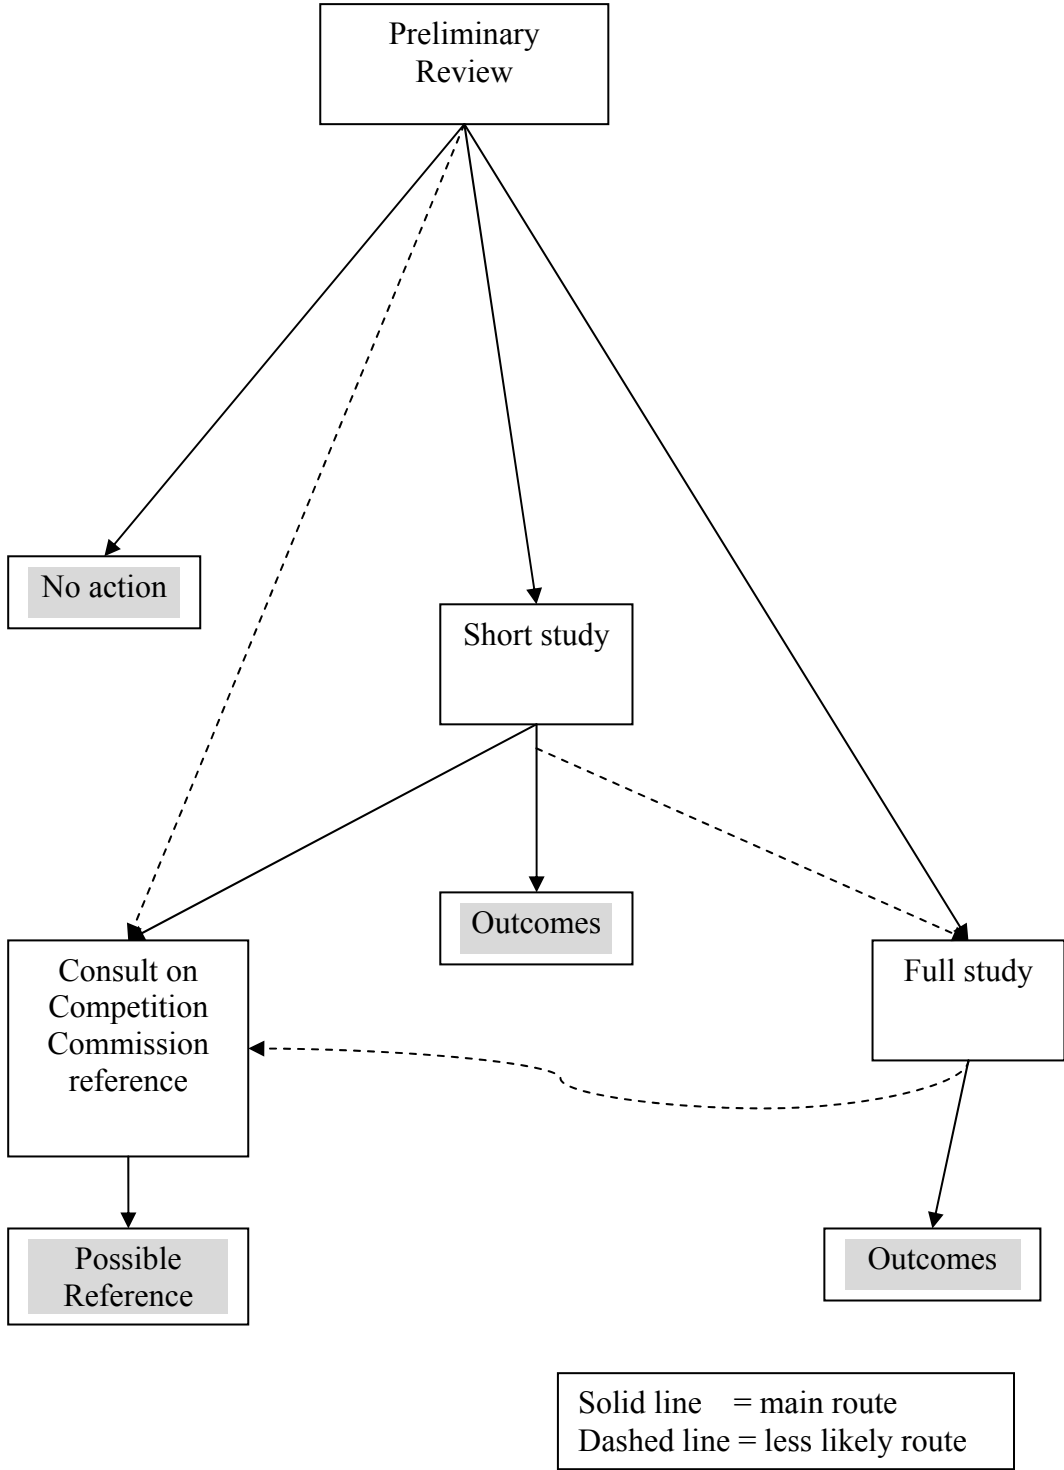 Preliminary
Review
No action
Short study
Outcomes
Consult on
Competition
Commission
reference
Full study
Possible
Reference
Outcomes
Solid line = main route
Dashed line = less likely route